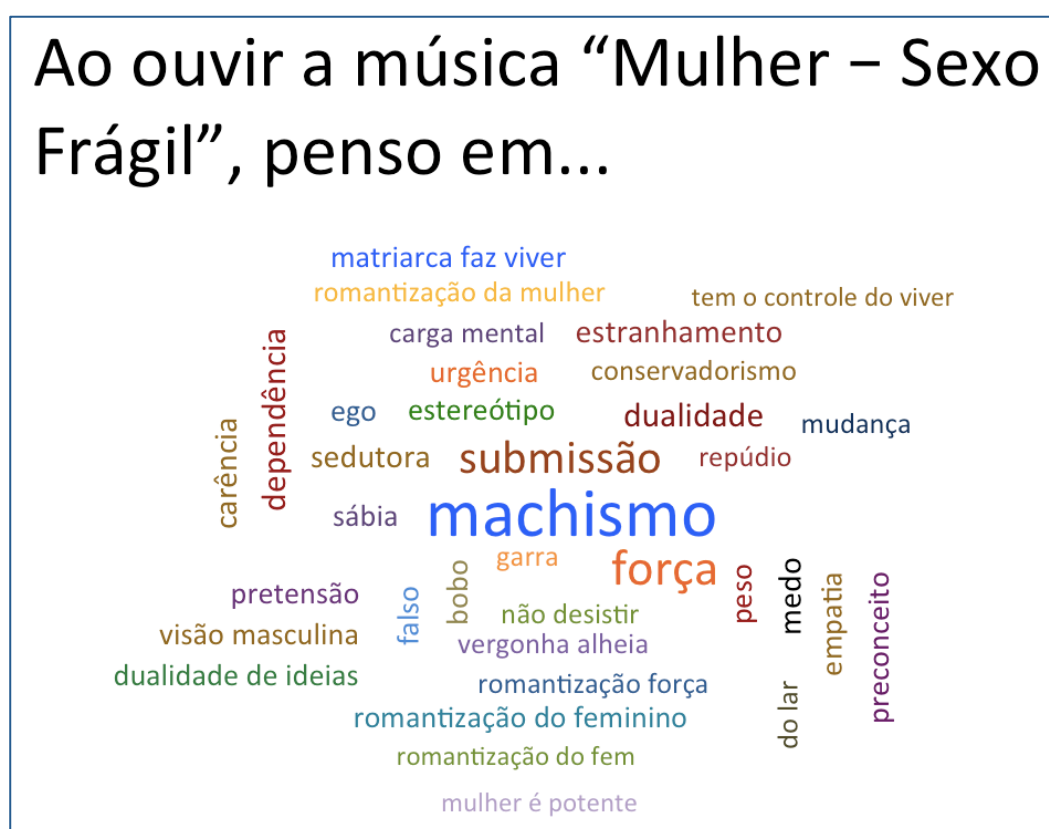 Ao ouvir a música “Mulher – Sexo
Frágil”, penso em...
matriarca faz viver
romantização da mulher
tem o controle do viver
carga mental
estranhamento
dependência
urgência
conservadorismo
ego
estereótipo
dualidade
mudança
carência
sedutora
submissão
repúdio
sábia
machismo
garra
força
peso
medo
empatia
preconceito
pretensão
falso
bobo
não desistir
visão masculina
vergonha alheia
dualidade de ideias
romantização força
do lar
romantização do feminino
romantização do fem
mulher é potente